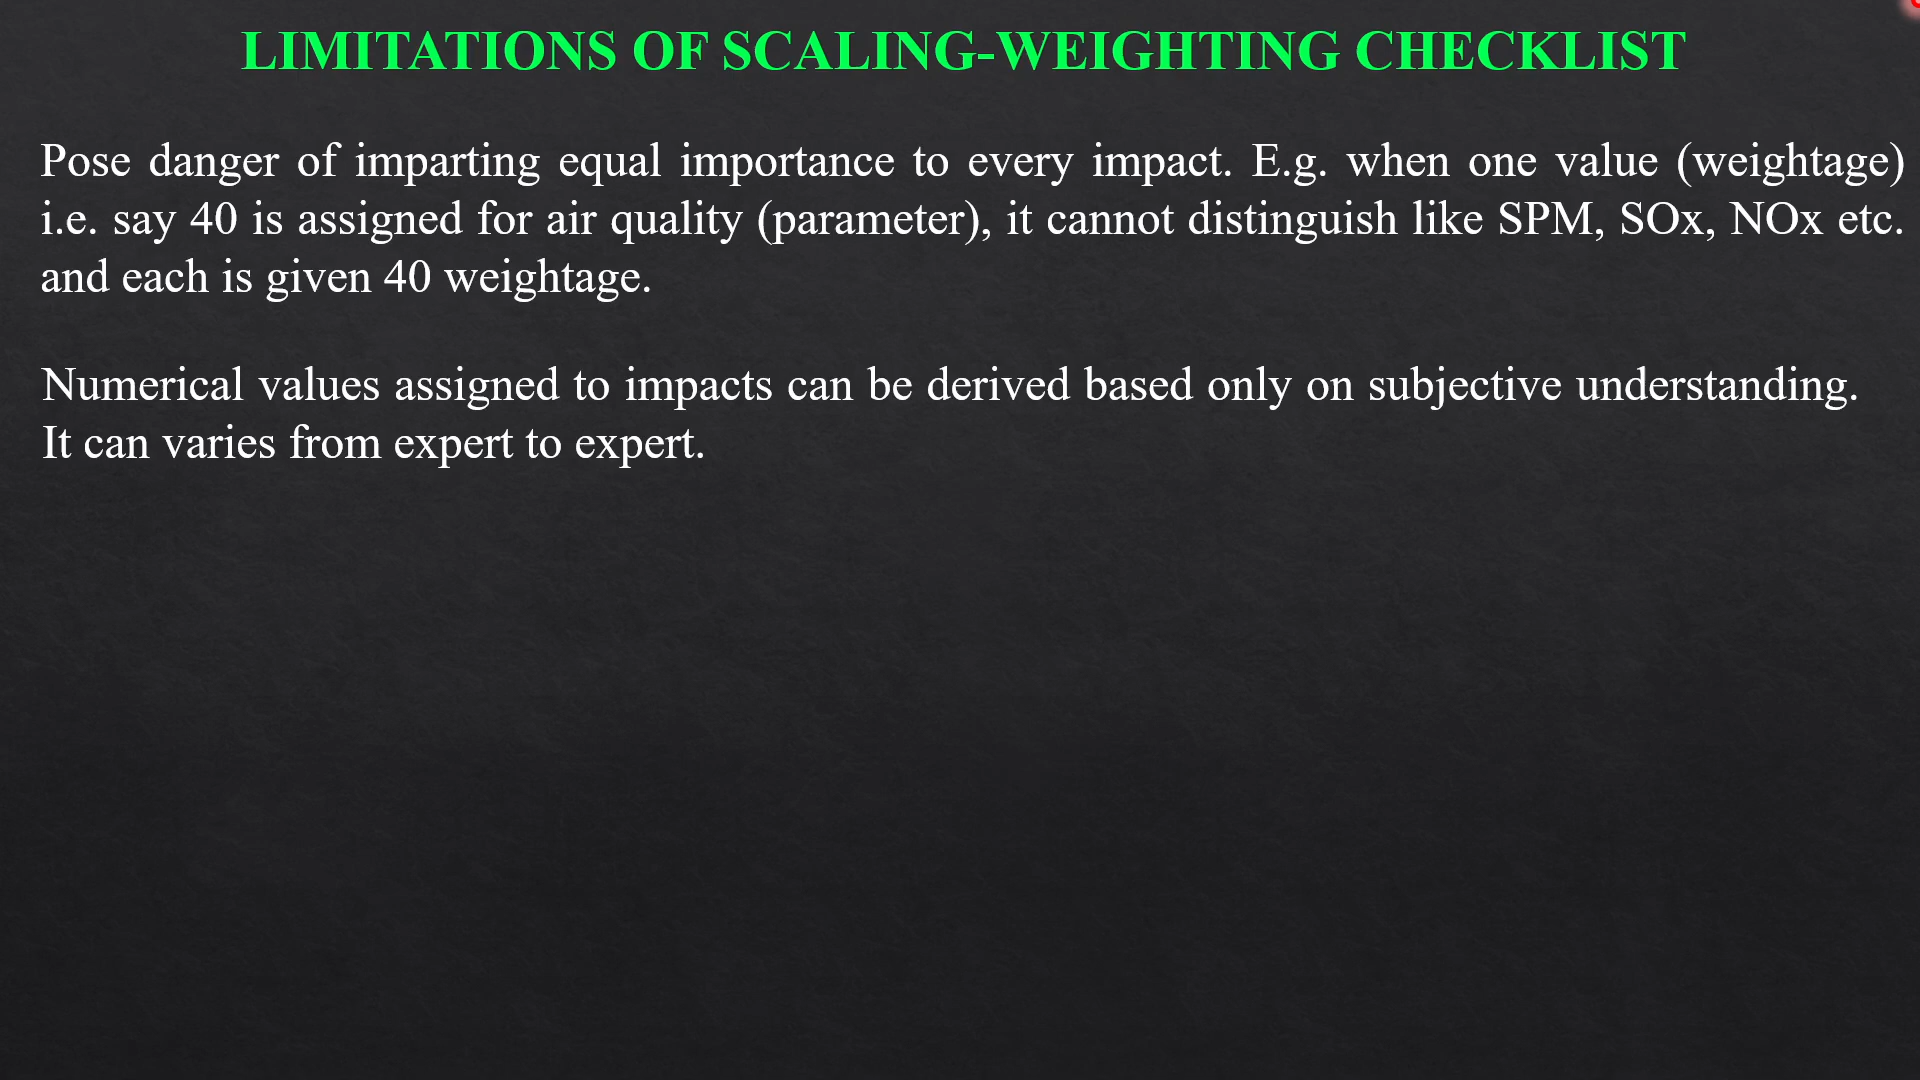 LIMITATIONS OF SCALING-WEIGHTING CHECKLIST
Pose danger of imparting equal importance to every impact. E.g. when one value (weightage)
i.e. say 40 is assigned for air quality (parameter), it cannot distinguish like SPM, SOx, NOx etc.
and each is given 40 weightage.
Numerical values assigned to impacts can be derived based only on subjective understanding.
It can varies from expert to expert.